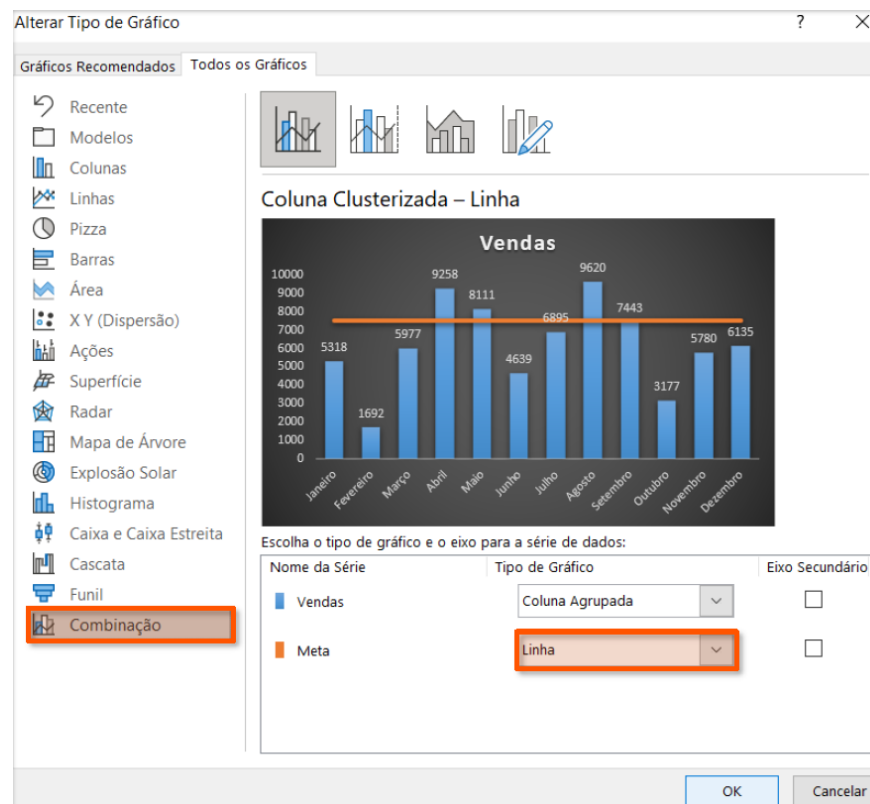 Alterar Tipo de Gráfico ? X
Gráficos Recomendados Todos os Gráficos
Recente
Modelos
Colunas
Linhas
Pizza
Barras
Área
X Y (Dispersão)
Ações
Superfície
Radar
Mapa de Árvore
Explosão Solar
Histograma
Caixa e Caixa Estreita
Cascata
Funil
Combinação
Coluna Clusterizada – Linha
Vendas
10000
9000
8000
7000
6000
5000
4000
3000
2000
1000
0
5318
1692
5977
9258
8111
4639
6895
9620
7443
3177
5780
6135
Janeiro
Fevereiro
Março
Abril
Maio
Junho
Julho
Agosto
Setembro
Outubro
Novembro
Dezembro
Escolha o tipo de gráfico e o eixo para a série de dados:
Nome da Série Tipo de Gráfico Eixo Secundário
Vendas Coluna Agrupada
Meta Linha
OK Cancelar